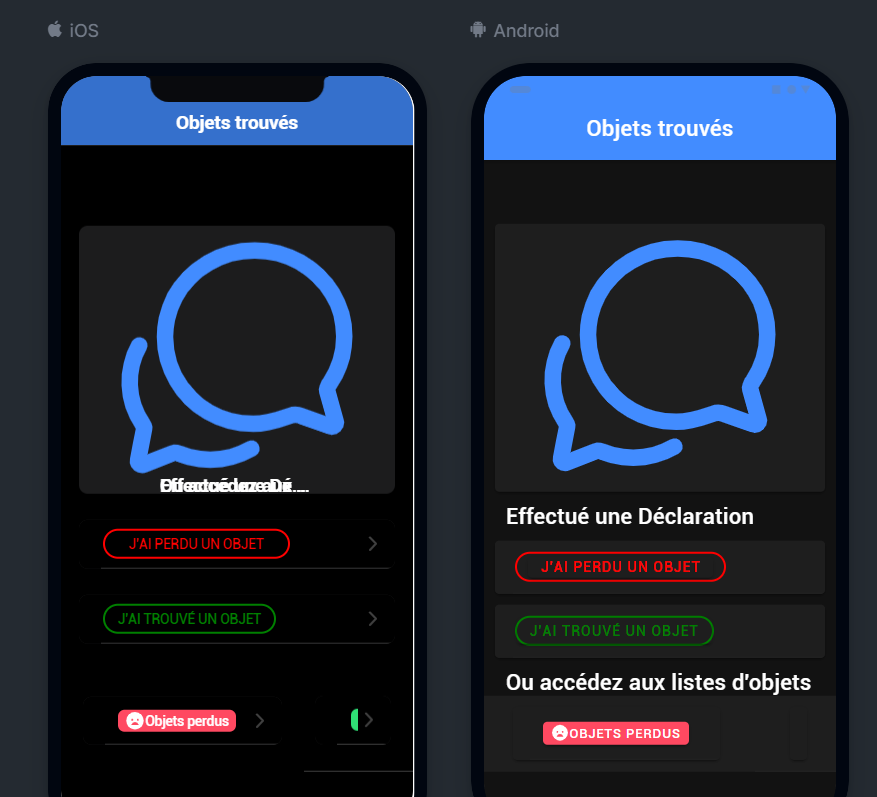 iOS
Android
Objets trouvés
Objets trouvés
Effectué une Déclaration
J'AI PERDU UN OBJET
J'AI PERDU UN OBJET
J'AI TROUVÉ UN OBJET
J'AI TROUVÉ UN OBJET
Ou accédez aux listes d'objets
Objets perdus
OBJETS PERDUS